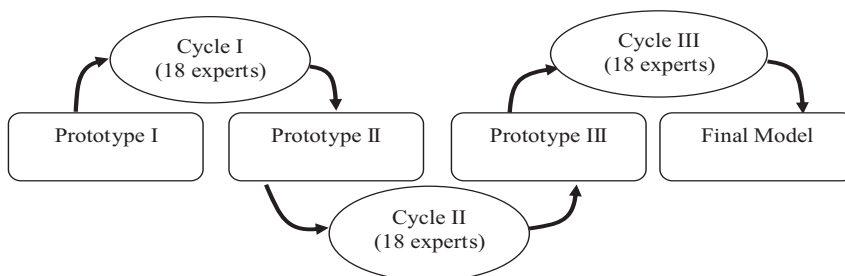 Cycle I
(18 experts)
Cycle III
(18 experts)
Prototype I
Prototype II
Prototype III
Final Model
Cycle II
(18 experts)